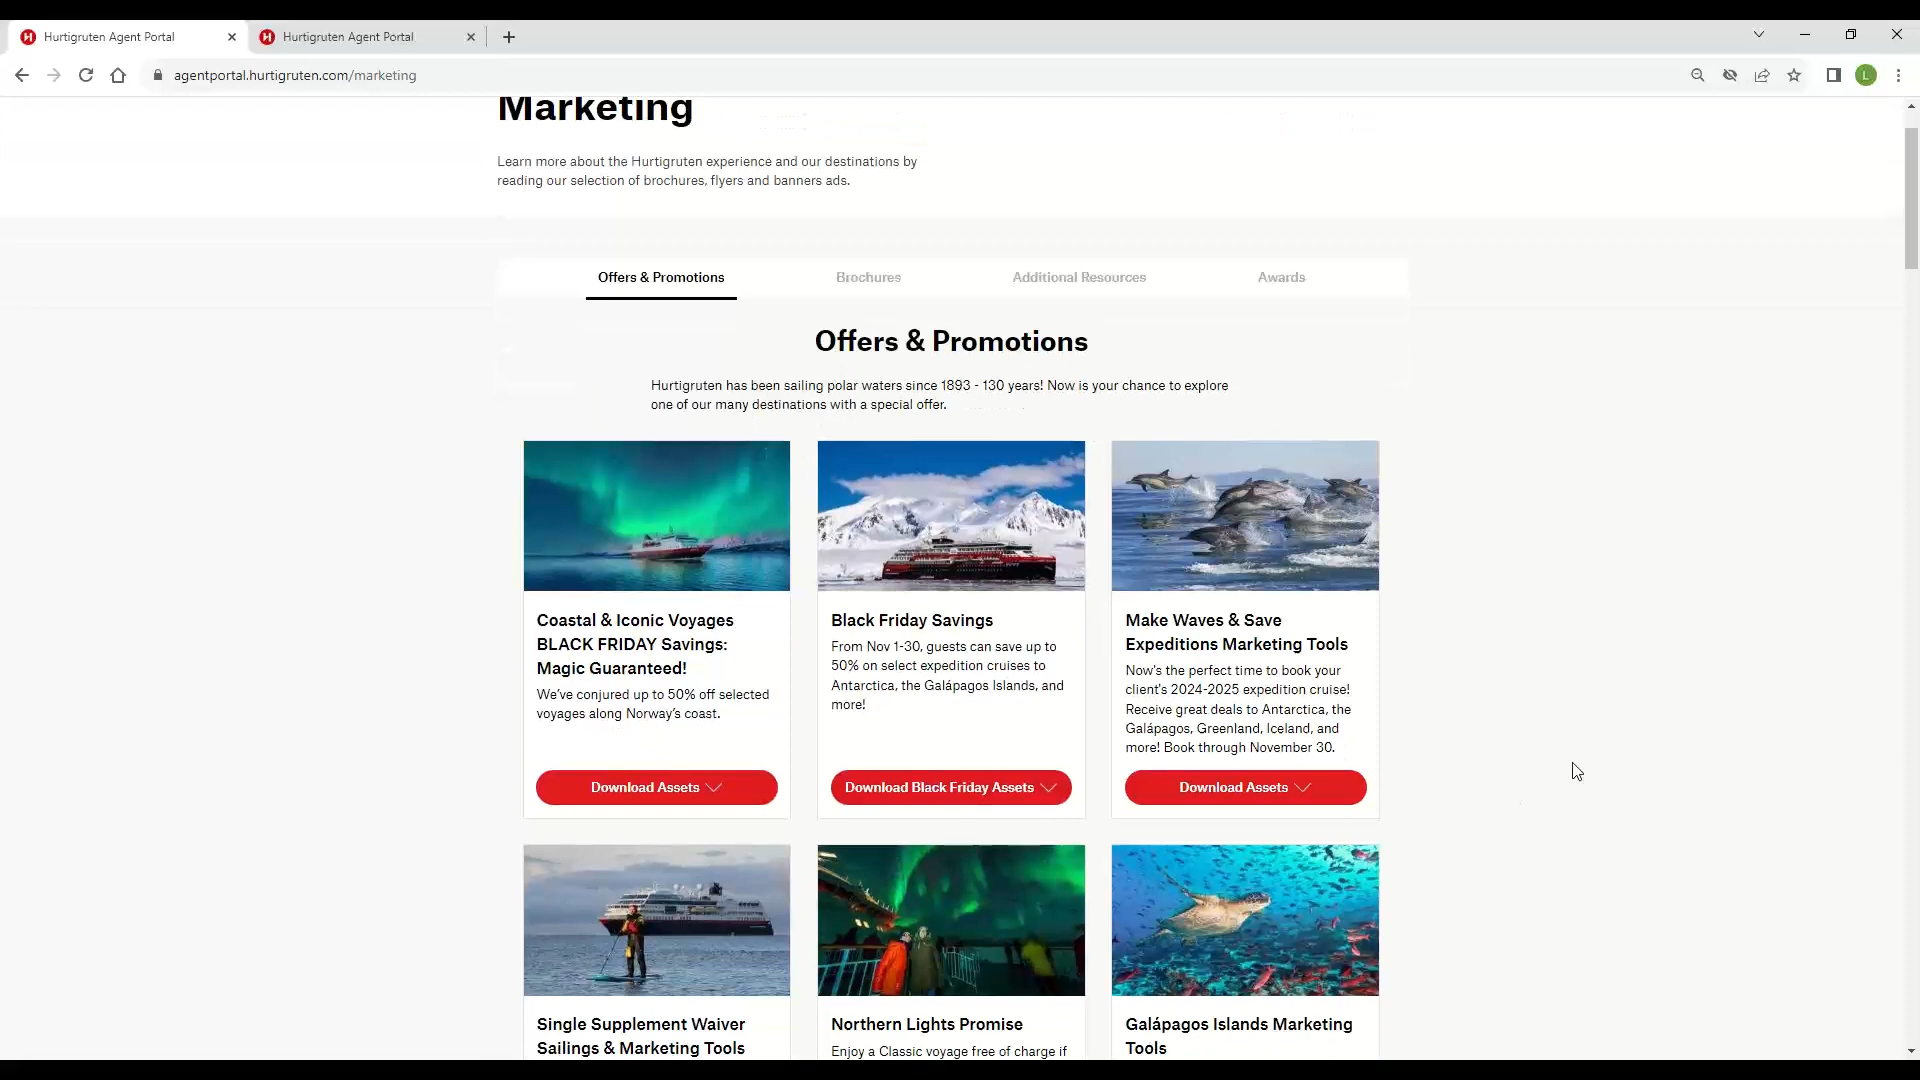 Hurtigruten Agent Portal
Hurtigruten Agent Portal
agentportal.hurtigruten.com/marketing
L
Marketing
Learn more about the Hurtigruten experience and our destinations by
reading our selection of brochures, flyers and banners ads.
Offers & Promotions
Brochures
Additional Resources
Awards
Offers & Promotions
Hurtigruten has been sailing polar waters since 1893 - 130 years! Now is your chance to explore
one of our many destinations with a special offer.
Coastal & Iconic Voyages
BLACK FRIDAY Savings:
Magic Guaranteed!
We've conjured up to 50% off selected
voyages along Norway's coast.
Download Assets
Black Friday Savings
From Nov 1-30, guests can save up to
50% on select expedition cruises to
Antarctica, the Galápagos Islands, and
more!
Download Black Friday Assets
Make Waves & Save
Expeditions Marketing Tools
Now's the perfect time to book your
client's 2024-2025 expedition cruise!
Receive great deals to Antarctica, the
Galápagos, Greenland, Iceland, and
more! Book through November 30.
Download Assets
Single Supplement Waiver
Sailings & Marketing Tools
Northern Lights Promise
Enjoy a Classic voyage free of charge if
Galápagos Islands Marketing
Tools